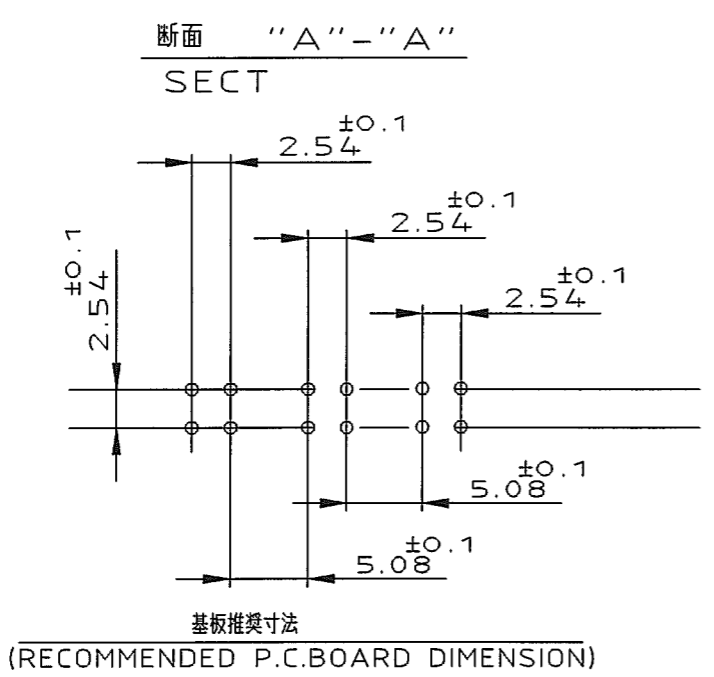 断面 "A"-"A"
SECT
2.54±0.1
2.54±0.1
2.54±0.1
2.54±0.1
5.08±0.1
5.08±0.1
基板推奨寸法
(RECOMMENDED P.C.BOARD DIMENSION)